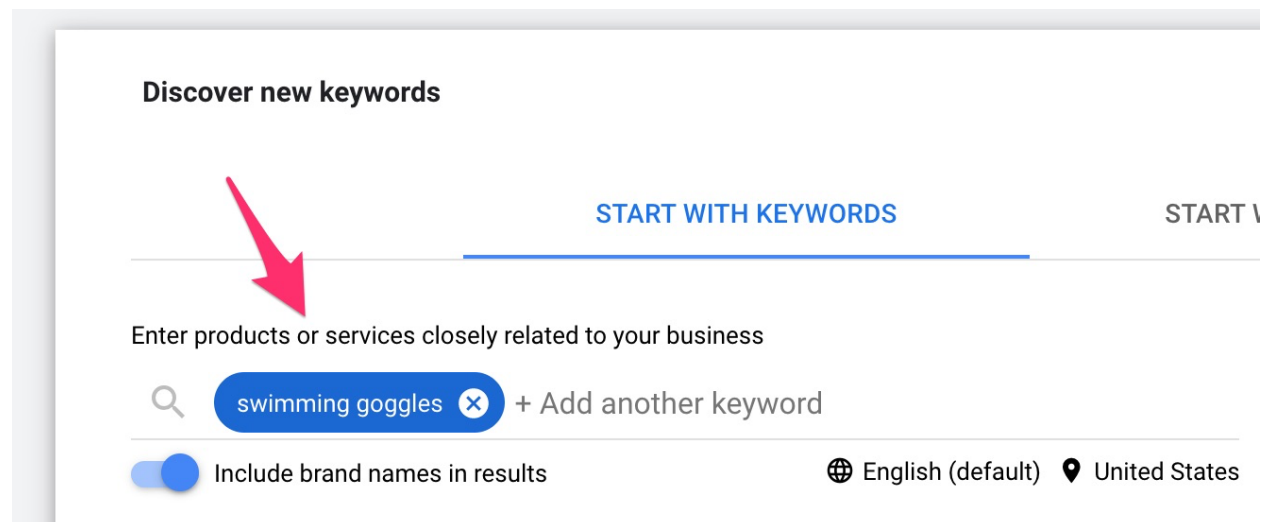 Discover new keywords
START WITH KEYWORDS START
Enter products or services closely related to your business
swimming goggles + Add another keyword
Include brand names in results English (default) United States